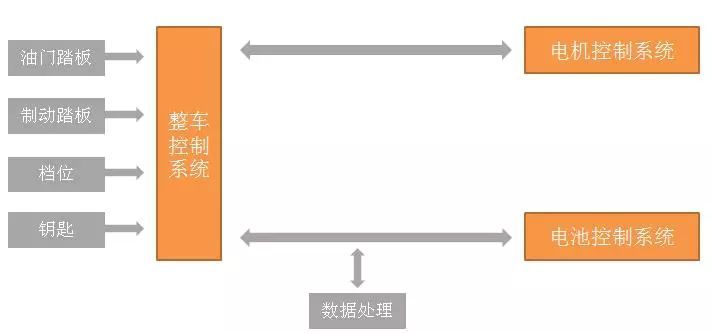 油门踏板
制动踏板
档位
钥匙
整车
控制
系统
电机控制系统
电池控制系统
数据处理